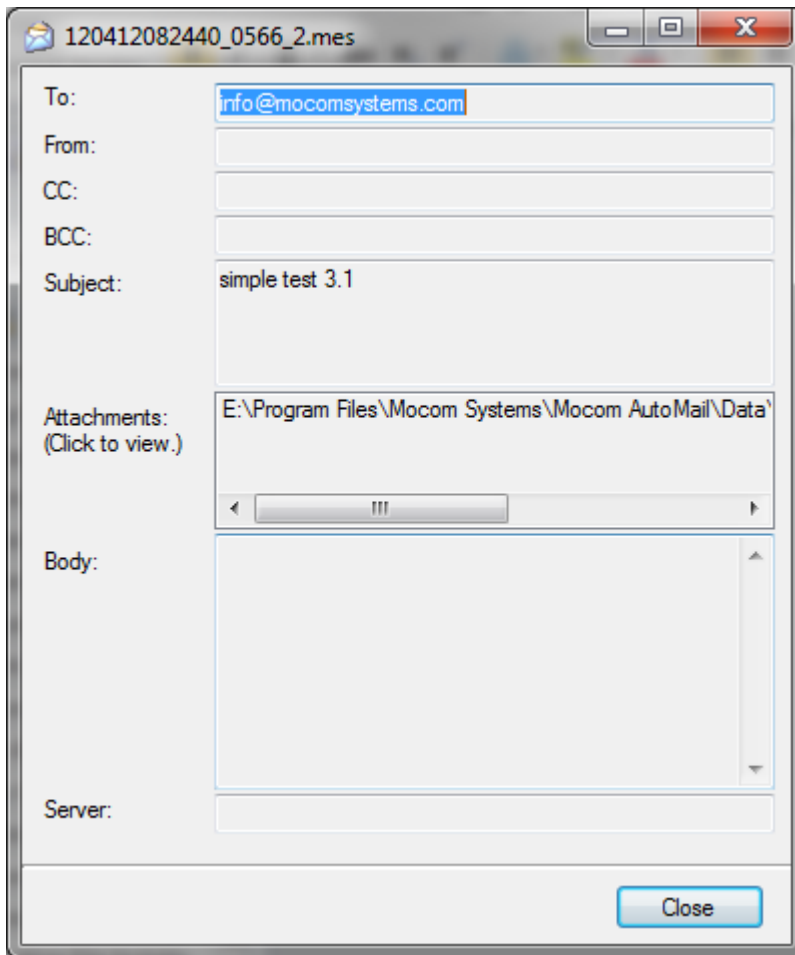 120412082440_0566_2.mes
To:
info@mocomsystems.com
From:
CC:
BCC:
Subject:
simple test 3.1
Attachments:
(Click to view.)
E:\Program Files\Mocom Systems\Mocom AutoMail\Data\
Body:
Server:
Close